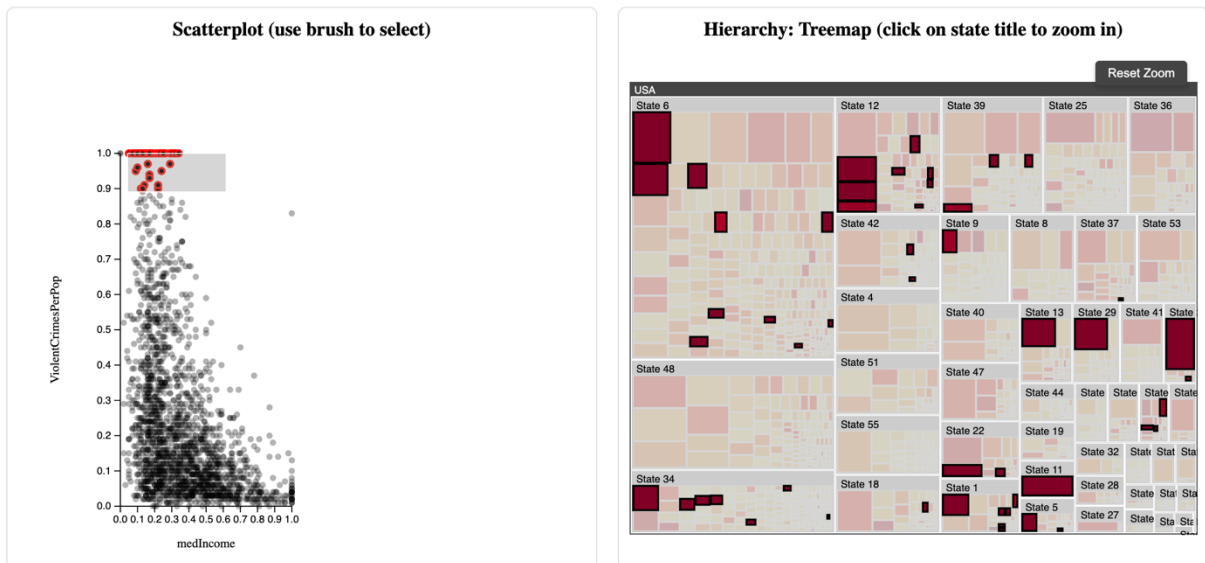 Scatterplot (use brush to select)
1.0
0.9
0.8
0.7
0.6
0.5
0.4
0.3
0.2
0.1
0.0
ViolentCrimesPerPop
0.0 0.1 0.2 0.3 0.4 0.5 0.6 0.7 0.8 0.9 1.0
medIncome
Hierarchy: Treemap (click on state title to zoom in)
Reset Zoom
USA
State 6
State 12
State 39
State 25
State 36
State 42
State 9
State 8
State 37
State 53
State 4
State 40
State 13
State 29
State 41
State
State 51
State 47
State 44
State
State
State
State
State 48
State 55
State 22
State 19
State 32
State 11
State 28
State 34
State 18
State 1
State 5
State 27